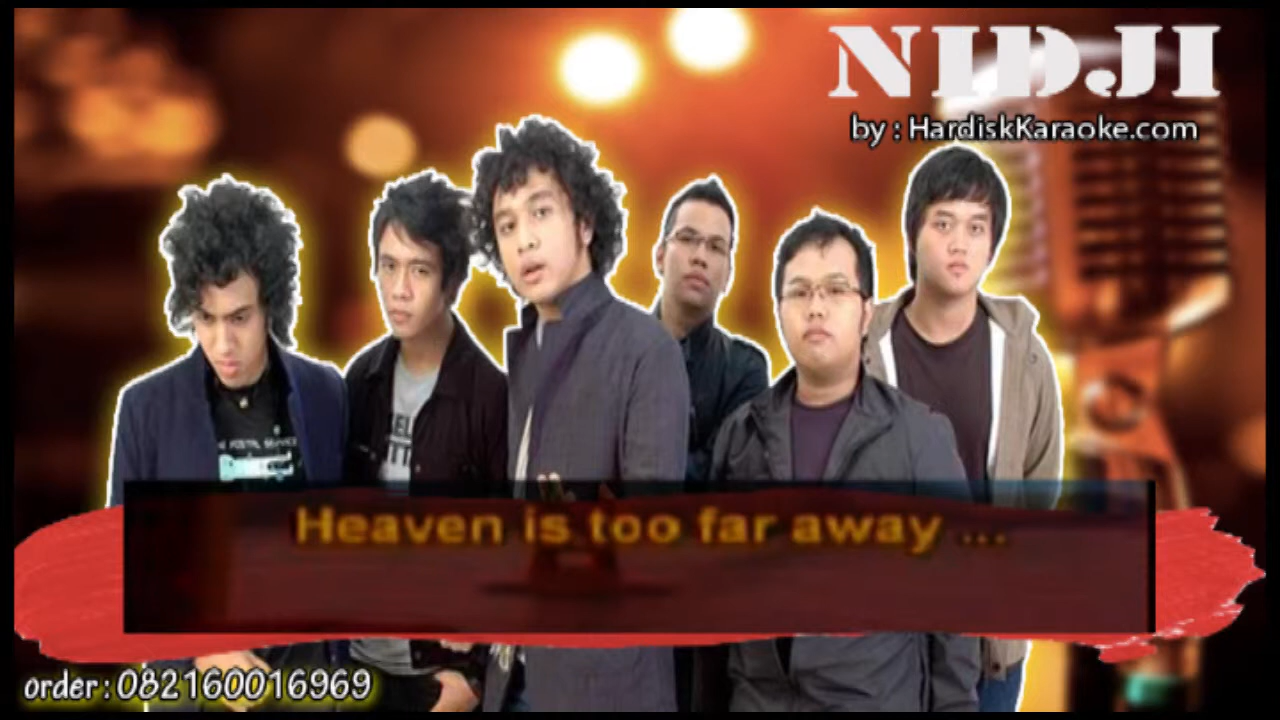 NIDJI
by : HardiskKaraoke.com
Heaven is too far away ...
order : 082160016969